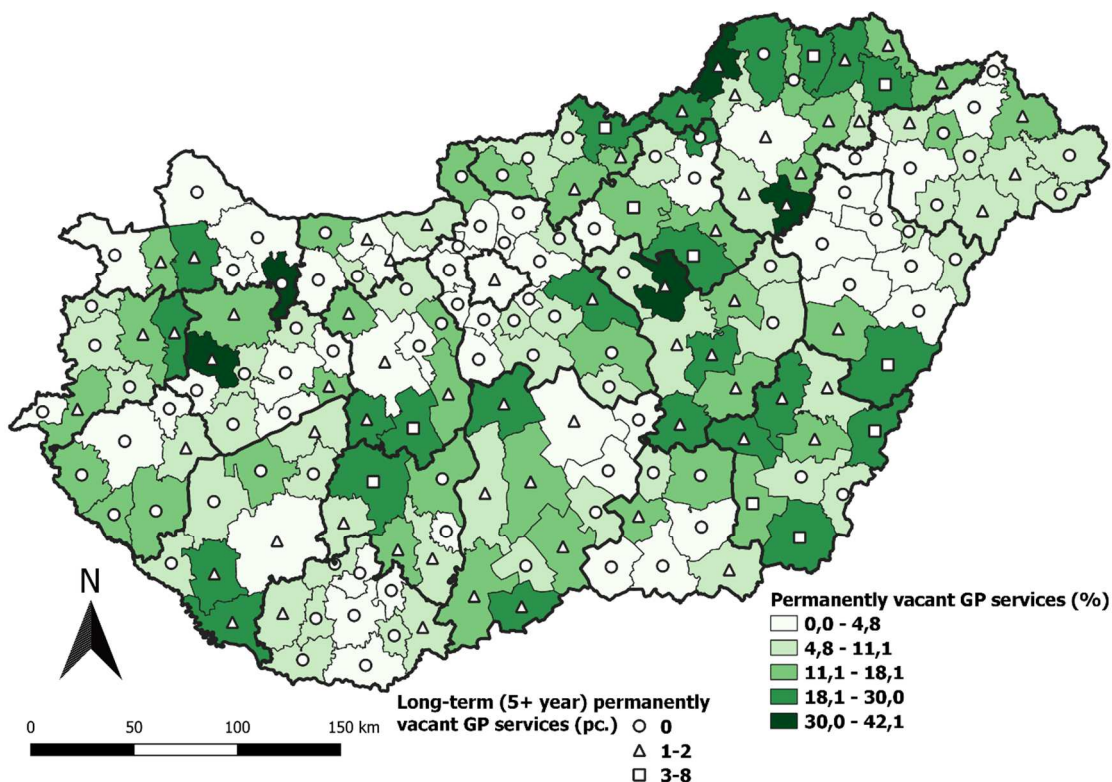 N
0 50 100 150 km
Long-term (5+ year) permanently
vacant GP services (pc.)
0
1-2
3-8
Permanently vacant GP services (%)
0,0 - 4,8
4,8 - 11,1
11,1 - 18,1
18,1 - 30,0
30,0 - 42,1